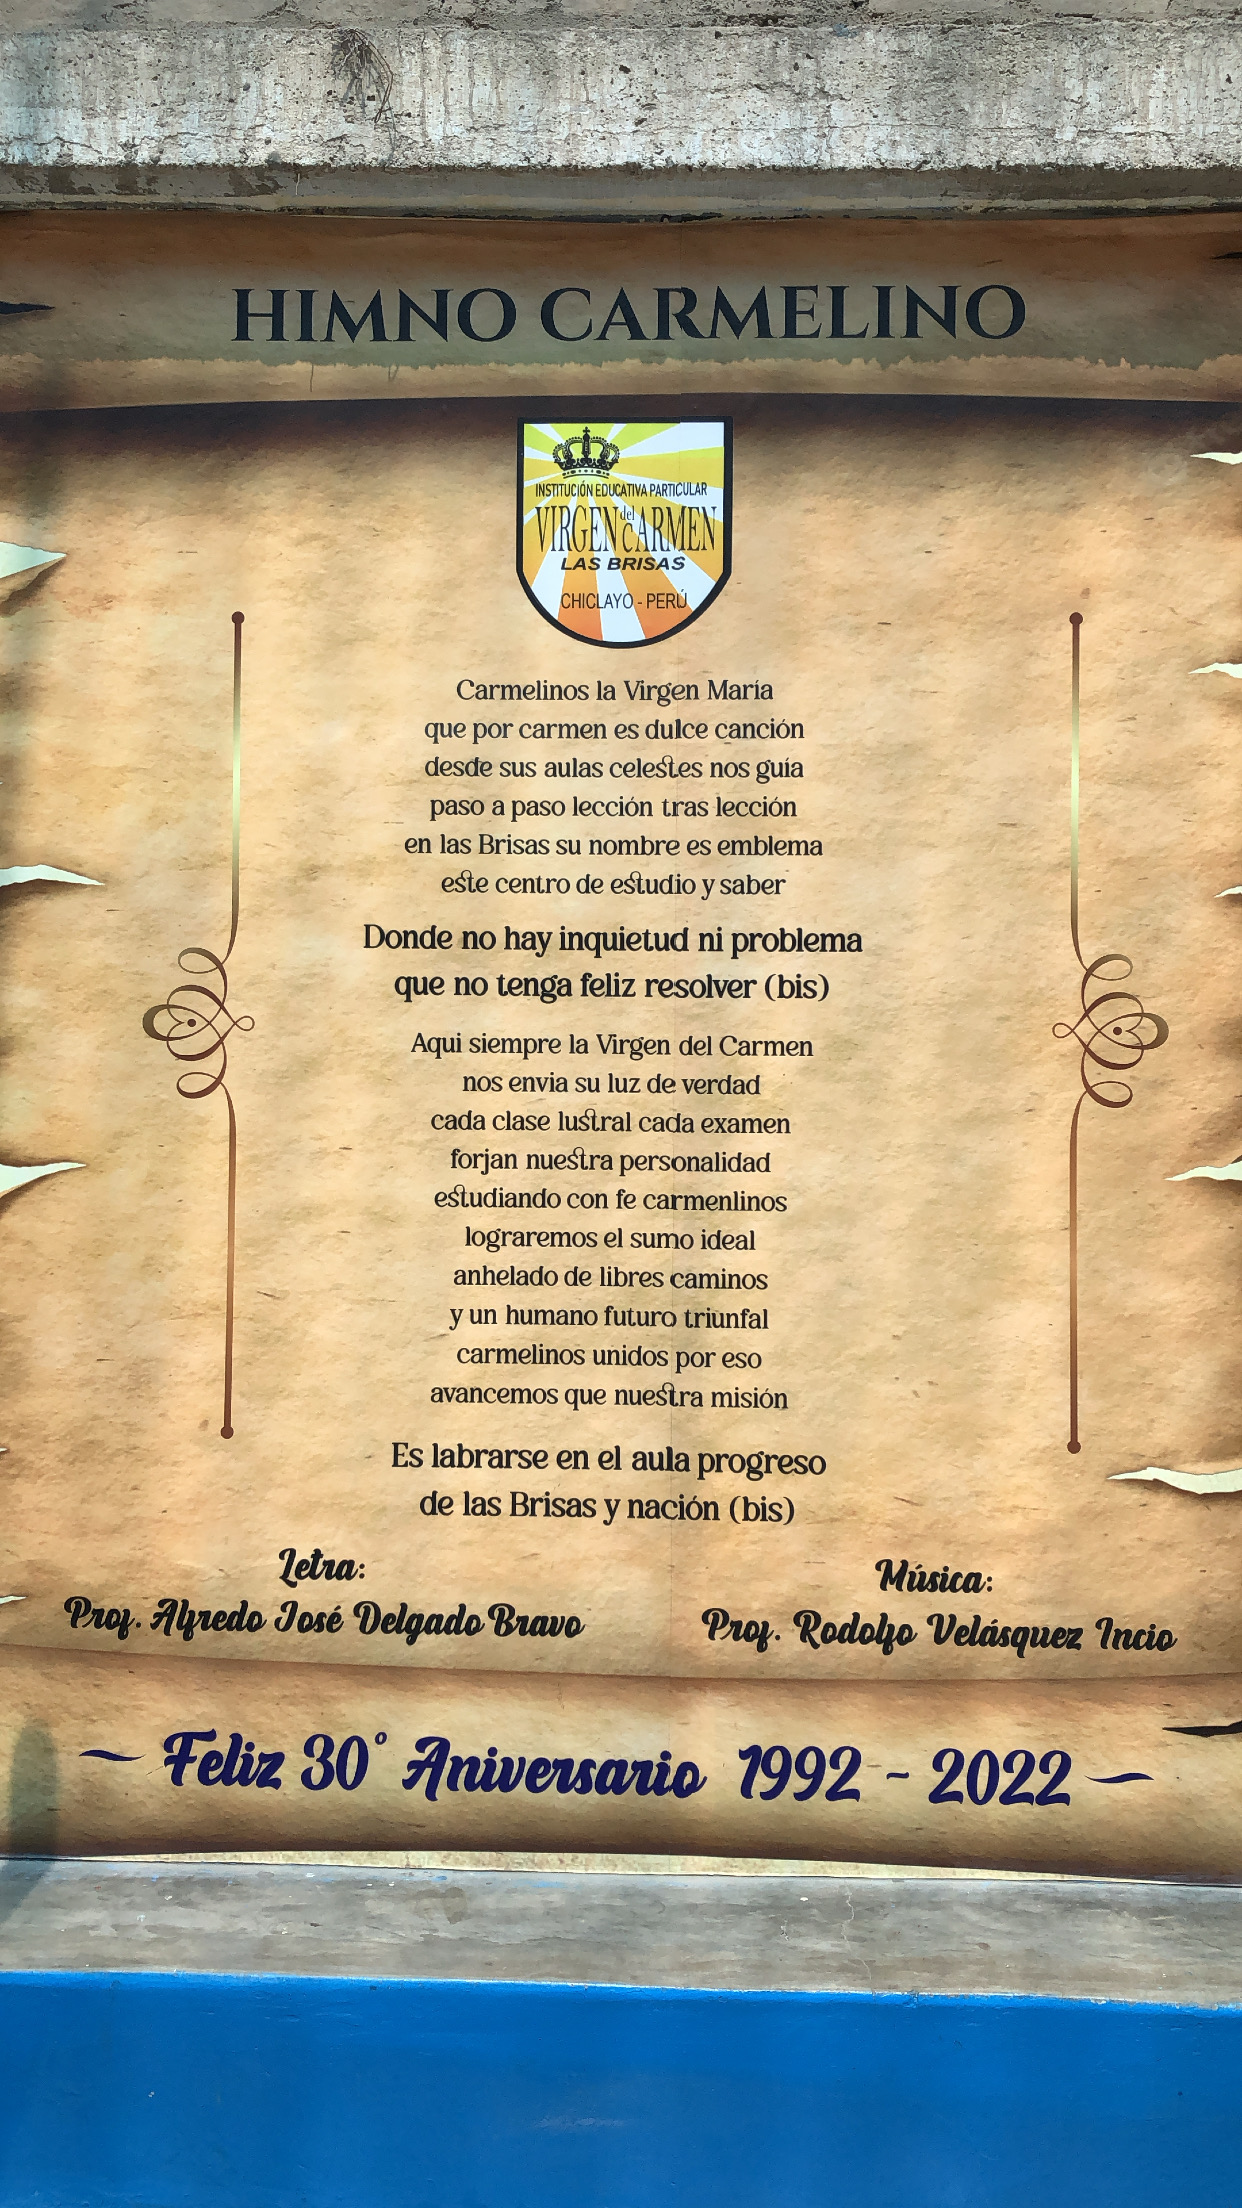 HIMNO CARMELINO
INSTITUCIÓN EDUCATIVA PARTICULAR
VIRGEN del CARMEN
LAS BRISAS
CHICLAYO - PERÚ
Carmelinos la Virgen María
que por carmen es dulce canción
desde sus aulas celestes nos guía
paso a paso lección tras lección
en las Brisas su nombre es emblema
este centro de estudio y saber
Donde no hay inquietud ni problema
que no tenga feliz resolver (bis)
Aqui siempre la Virgen del Carmen
nos envia su luz de verdad
cada clase lustral cada examen
forjan nuestra personalidad
estudiando con fe carmenlinos
lograremos el sumo ideal
anhelado de libres caminos
y un humano futuro triunfal
carmelinos unidos por eso
avancemos que nuestra misión
Es labrarse en el aula progreso
de las Brisas y nación (bis)
Letra:
Prof. Alfredo José Delgado Bravo
Música:
Prof. Rodolfo Velásquez Incio
~ Feliz 30° Aniversario 1992 - 2022 ~